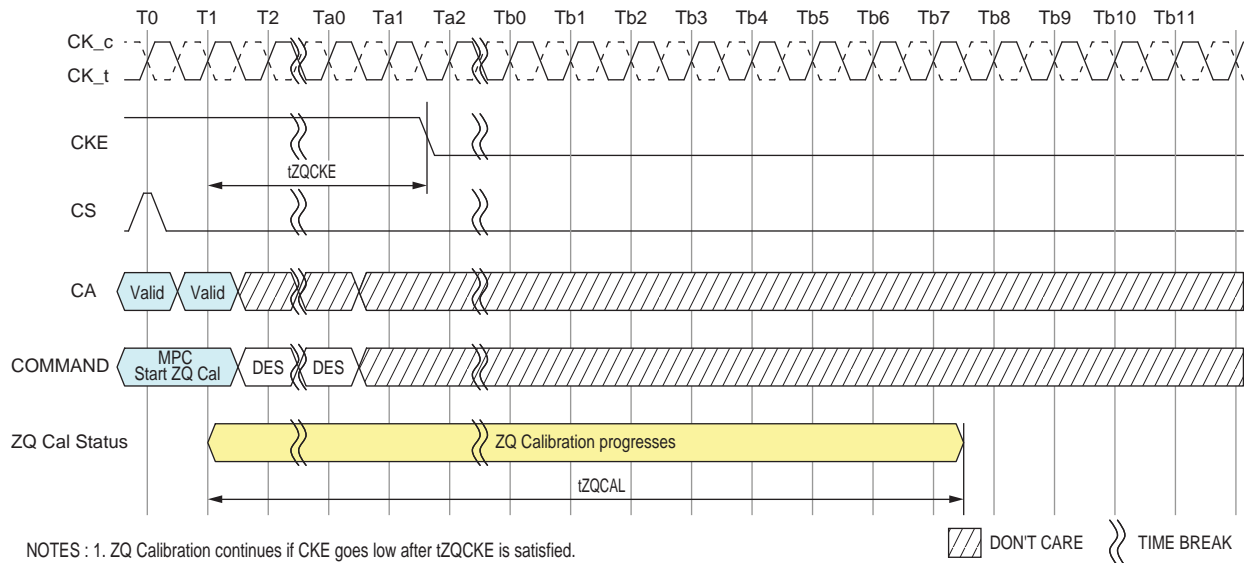 T0 T1 T2 Ta0 Ta1 Ta2 Tb0 Tb1 Tb2 Tb3 Tb4 Tb5 Tb6 Tb7 Tb8 Tb9 Tb10 Tb11
CK_c
CK_t
CKE
tZQCKE
CS
CA Valid Valid
COMMAND MPC
Start ZQ Cal DES DES
ZQ Cal Status ZQ Calibration progresses
tZQCAL
NOTES : 1. ZQ Calibration continues if CKE goes low after tZQCKE is satisfied.
DON'T CARE TIME BREAK